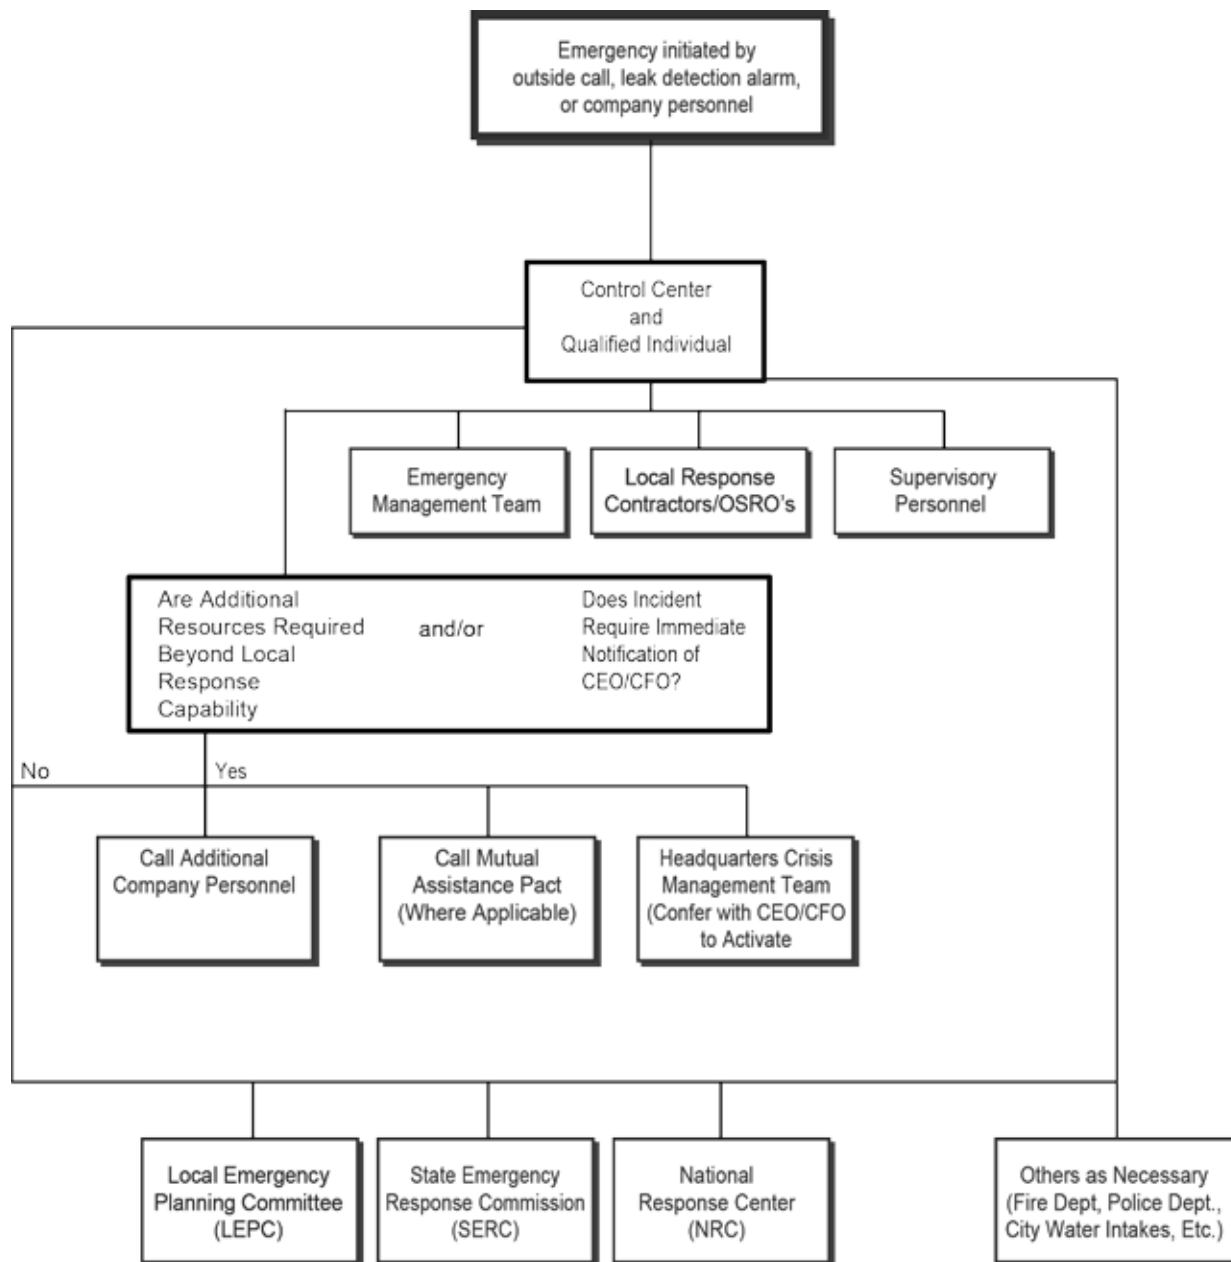 Emergency initiated by
outside call, leak detection alarm,
or company personnel
Control Center
and
Qualified Individual
Emergency
Management Team
Local Response
Contractors/OSRO's
Supervisory
Personnel
Are Additional
Resources Required
Beyond Local
Response
Capability
and/or
Does Incident
Require Immediate
Notification of
CEO/CFO?
No
Yes
Call Additional
Company Personnel
Call Mutual
Assistance Pact
(Where Applicable)
Headquarters Crisis
Management Team
(Confer with CEO/CFO
to Activate
Local Emergency
Planning Committee
(LEPC)
State Emergency
Response Commission
(SERC)
National
Response Center
(NRC)
Others as Necessary
(Fire Dept, Police Dept.,
City Water Intakes, Etc.)